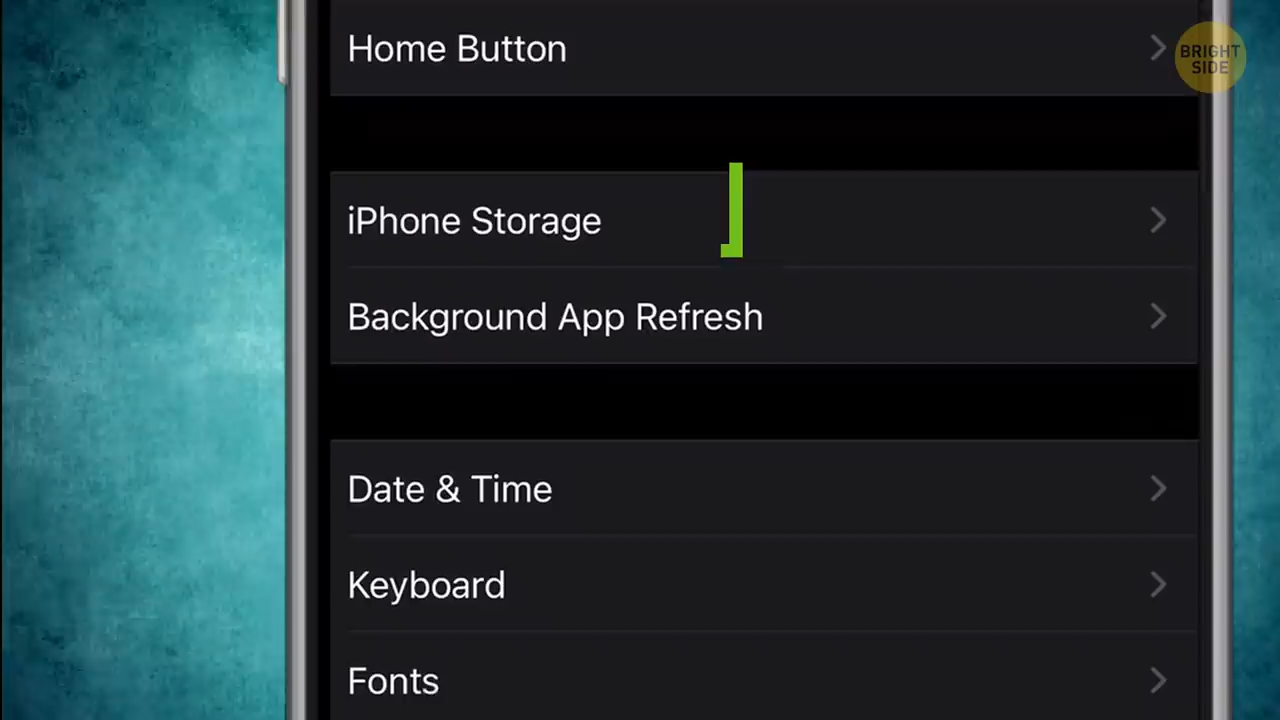 Home Button
BRIGHT
SIDE
iPhone Storage
Background App Refresh
Date & Time
Keyboard
Fonts